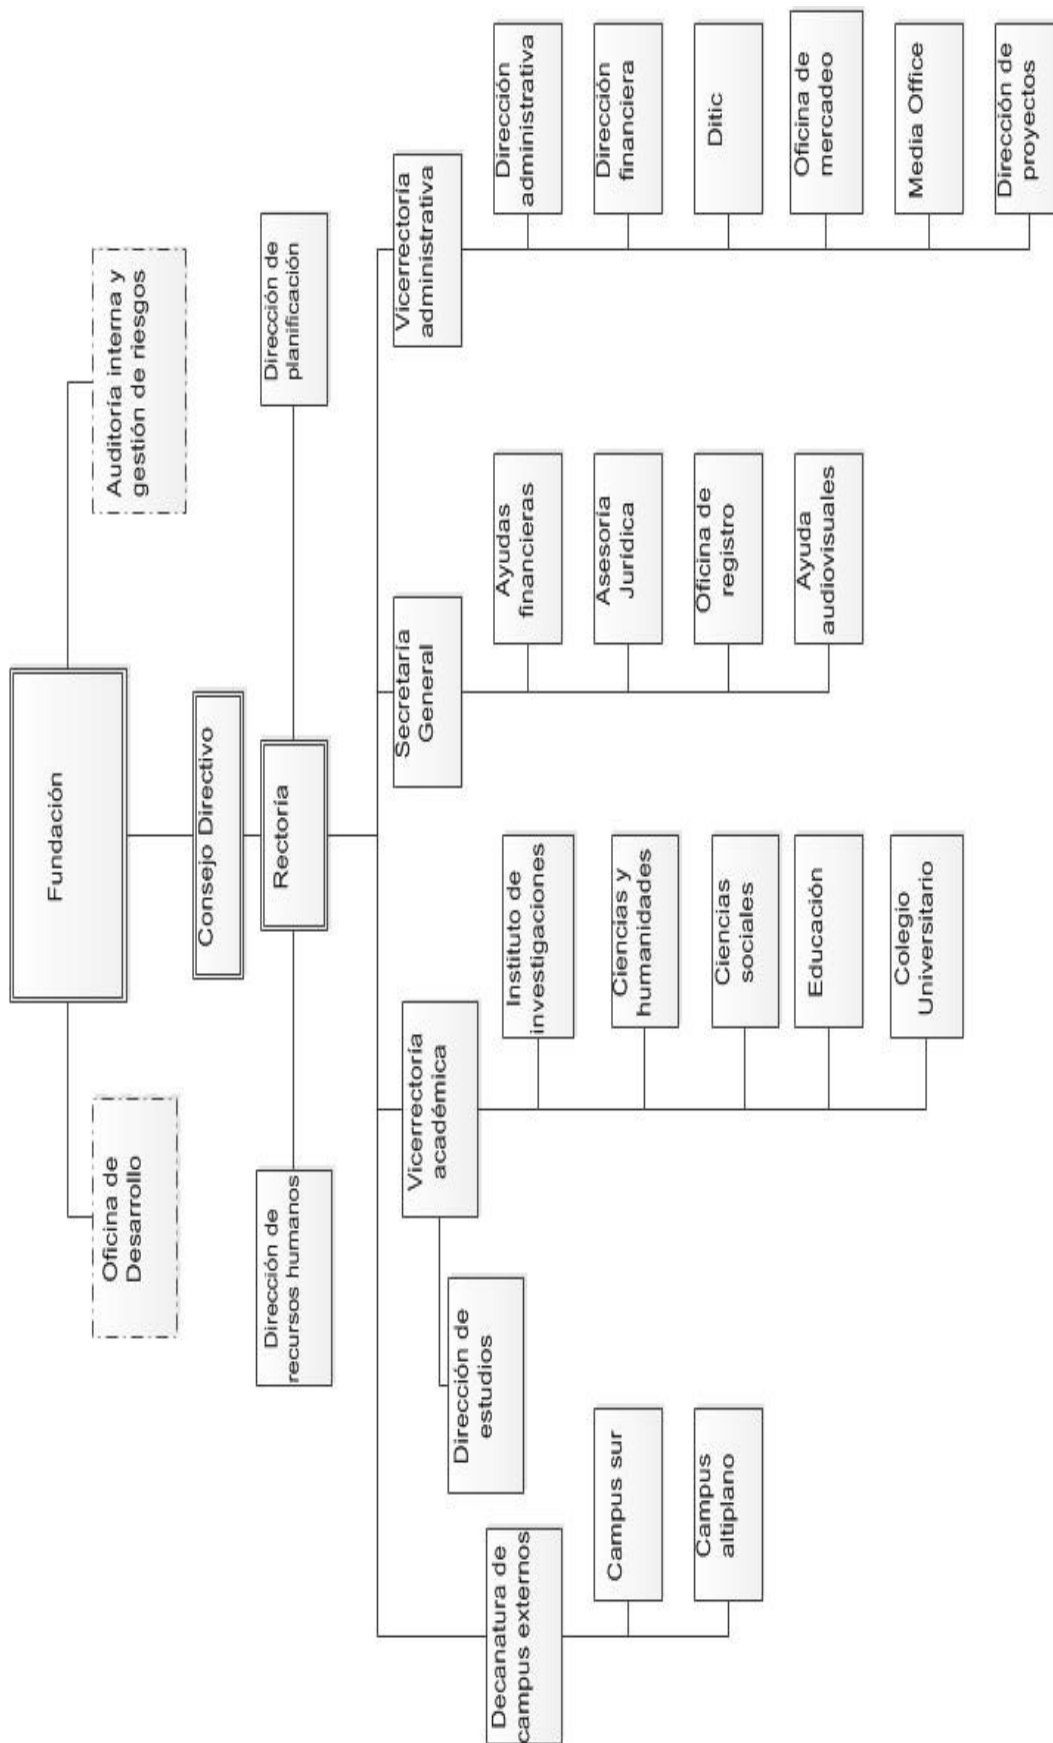 Fundación
Oficina de
Desarrollo
Auditoría interna y
gestión de riesgos
Consejo Directivo
Rectoría
Dirección de
recursos humanos
Dirección de
planificación
Decanatura de
campus externos
Campus sur
Campus
altiplano
Vicerrectoría
académica
Dirección de
estudios
Instituto de
investigaciones
Ciencias y
humanidades
Ciencias
sociales
Educación
Colegio
Universitario
Secretaría
General
Ayudas
financieras
Asesoría
Jurídica
Oficina de
registro
Ayuda
audiovisuales
Vicerrectoría
administrativa
Dirección
administrativa
Dirección
financiera
Ditic
Oficina de
mercadeo
Media Office
Dirección de
proyectos